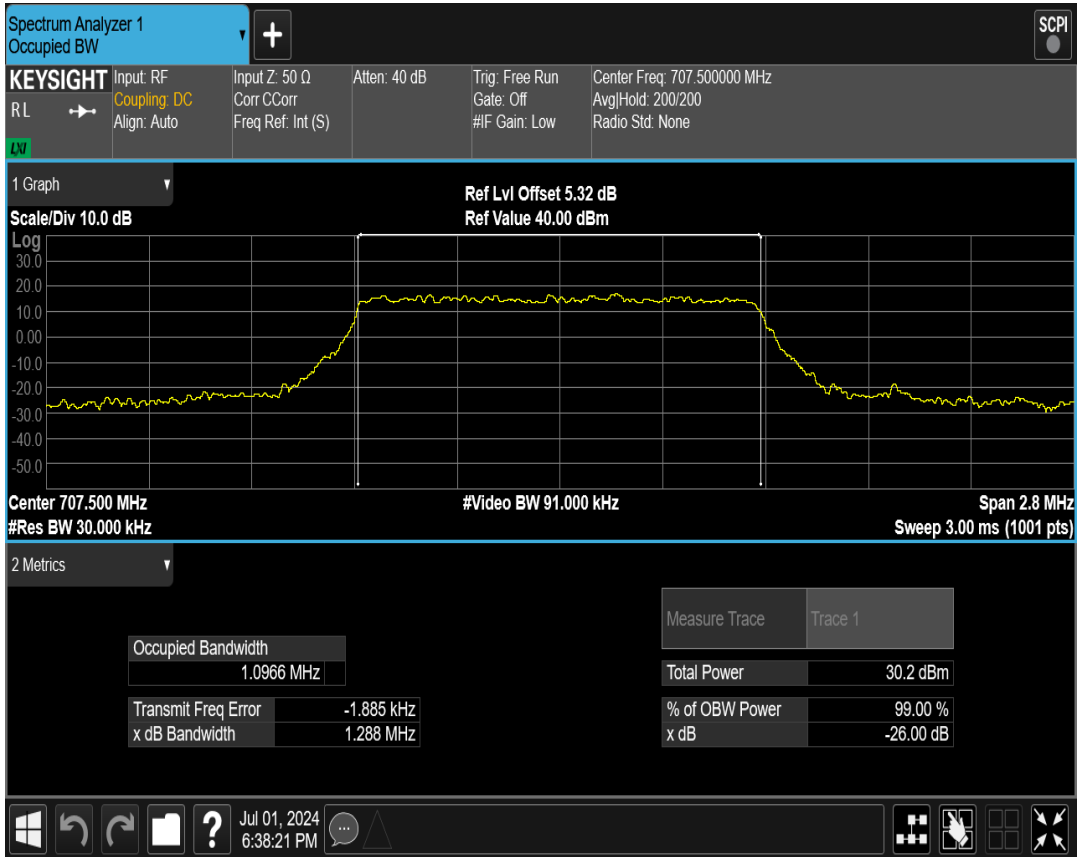 Spectrum Analyzer 1
Occupied BW
+
SCPI
KEYSIGHT
RL
LXI
Input: RF
Coupling: DC
Align: Auto
Input Z: 50 Ω
Corr CCorr
Freq Ref: Int (S)
Atten: 40 dB
Trig: Free Run
Gate: Off
#IF Gain: Low
Center Freq: 707.500000 MHz
Avg|Hold: 200/200
Radio Std: None
1 Graph
Scale/Div 10.0 dB
Ref Lvl Offset 5.32 dB
Ref Value 40.00 dBm
Log
30.0
20.0
10.0
0.00
-10.0
-20.0
-30.0
-40.0
-50.0
Center 707.500 MHz
#Video BW 91.000 kHz
Span 2.8 MHz
#Res BW 30.000 kHz
Sweep 3.00 ms (1001 pts)
2 Metrics
Measure Trace Trace 1
Occupied Bandwidth
1.0966 MHz
Total Power 30.2 dBm
Transmit Freq Error -1.885 kHz
% of OBW Power 99.00 %
x dB Bandwidth 1.288 MHz
x dB -26.00 dB
?
Jul 01, 2024
6:38:21 PM